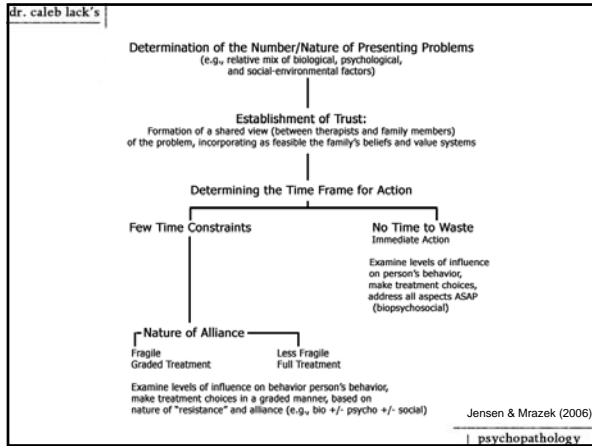 dr. caleb lack's
Determination of the Number/Nature of Presenting Problems
(e.g., relative mix of biological, psychological,
and social-environmental factors)
Establishment of Trust:
Formation of a shared view (between therapists and family members)
of the problem, incorporating as feasible the family's beliefs and value systems
Determining the Time Frame for Action
Few Time Constraints
No Time to Waste
Immediate Action
Examine levels of influence
on person's behavior,
make treatment choices,
address all aspects ASAP
(biopsychosocial)
Nature of Alliance
Fragile
Graded Treatment
Less Fragile
Full Treatment
Examine levels of influence on behavior person's behavior,
make treatment choices in a graded manner, based on
nature of "resistance" and alliance (e.g., bio +/- psycho +/- social)
Jensen & Mrazek (2006)
psychopathology